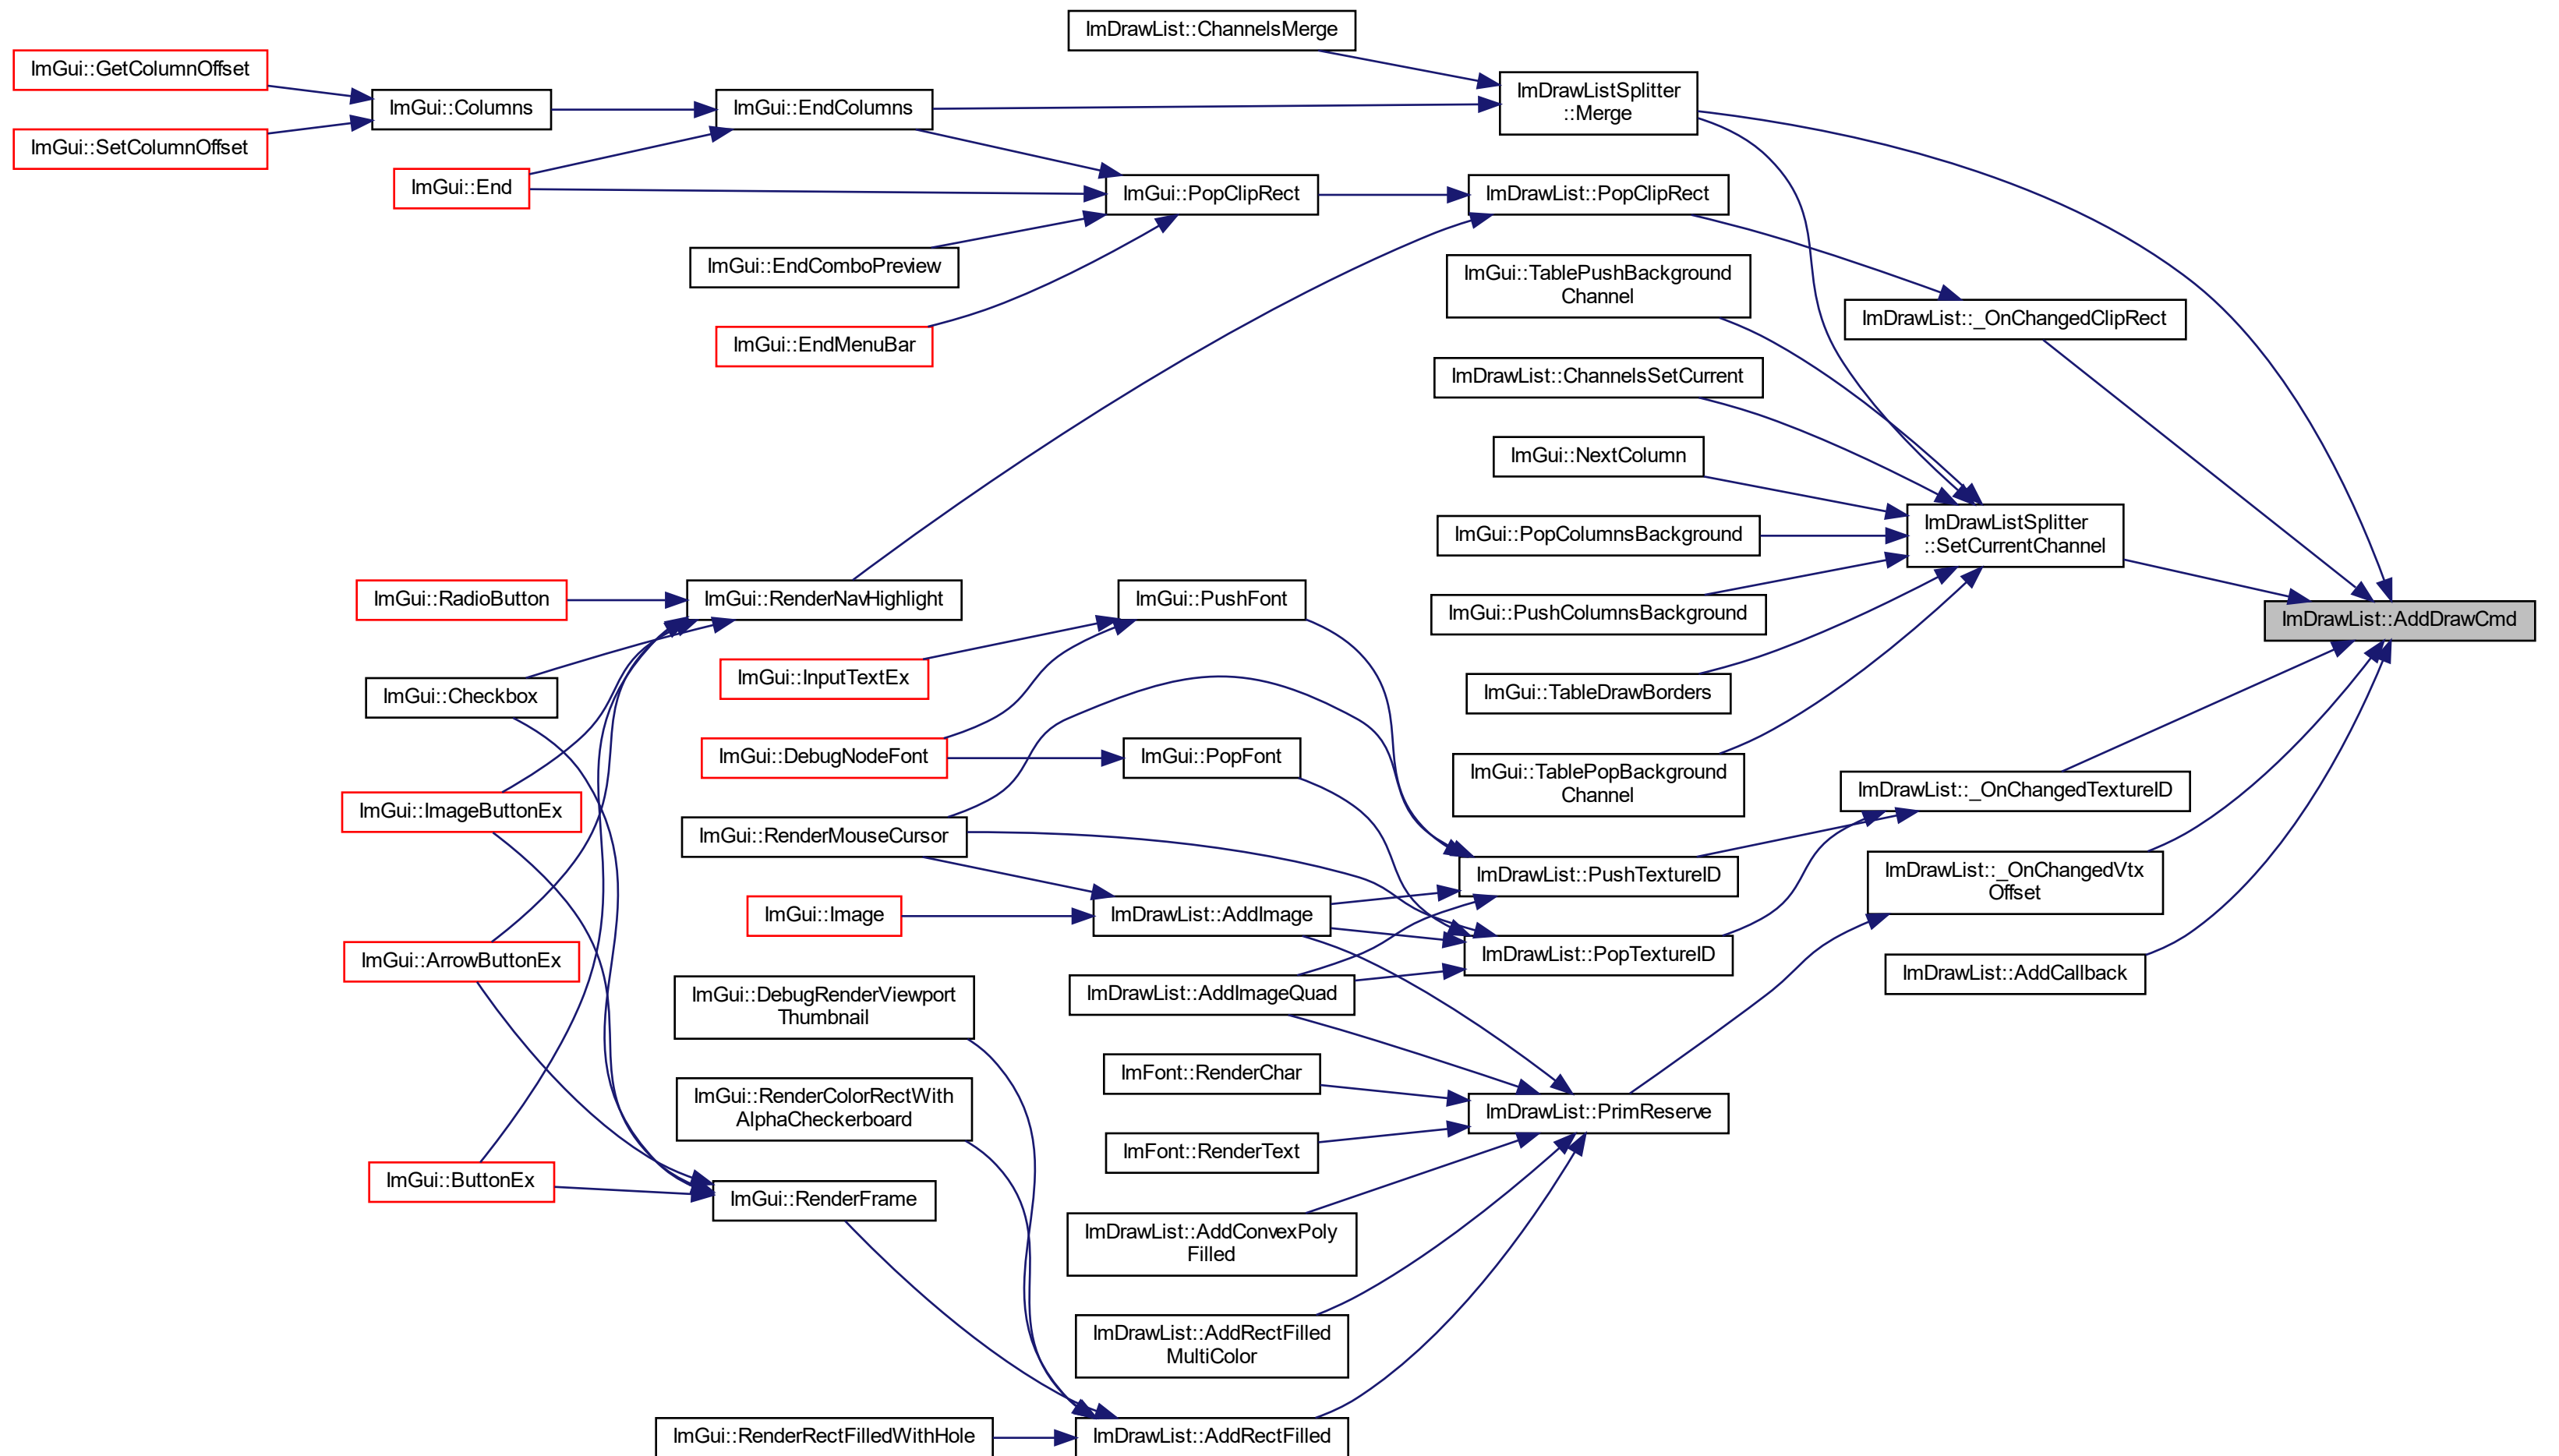 ImDrawList::ChannelsMerge
ImGui::GetColumnOffset
ImGui::Columns
ImGui::EndColumns
ImDrawListSplitter
::Merge
ImGui::SetColumnOffset
ImGui::End
ImGui::PopClipRect
ImDrawList::PopClipRect
ImGui::EndComboPreview
ImGui::TablePushBackground
Channel
ImDrawList::_OnChangedClipRect
ImGui::EndMenuBar
ImDrawList::ChannelsSetCurrent
ImGui::NextColumn
ImGui::PopColumnsBackground
ImDrawListSplitter
::SetCurrentChannel
ImGui::RadioButton
ImGui::RenderNavHighlight
ImGui::PushFont
ImGui::PushColumnsBackground
ImDrawList::AddDrawCmd
ImGui::InputTextEx
ImGui::Checkbox
ImGui::TableDrawBorders
ImGui::DebugNodeFont
ImGui::PopFont
ImGui::TablePopBackground
Channel
ImDrawList::_OnChangedTextureID
ImGui::ImageButtonEx
ImGui::RenderMouseCursor
ImDrawList::PushTextureID
ImDrawList::_OnChangedVtx
Offset
ImGui::Image
ImDrawList::AddImage
ImGui::ArrowButtonEx
ImDrawList::PopTextureID
ImDrawList::AddCallback
ImGui::DebugRenderViewport
Thumbnail
ImDrawList::AddImageQuad
ImFont::RenderChar
ImGui::RenderColorRectWith
AlphaCheckerboard
ImDrawList::PrimReserve
ImFont::RenderText
ImGui::ButtonEx
ImGui::RenderFrame
ImDrawList::AddConvexPoly
Filled
ImDrawList::AddRectFilled
MultiColor
ImGui::RenderRectFilledWithHole
ImDrawList::AddRectFilled